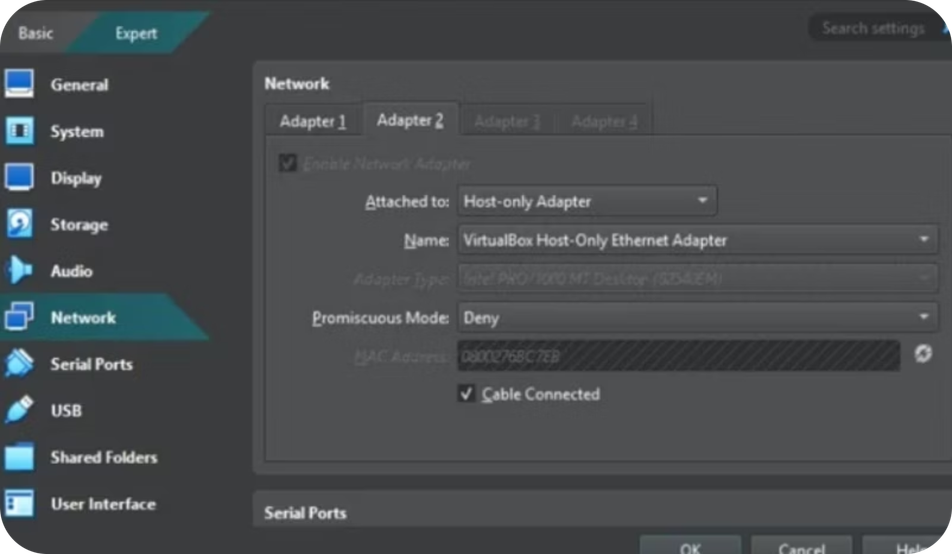 Basic
Expert
Search settings
General
System
Display
Storage
Audio
Network
Serial Ports
USB
Shared Folders
User Interface
Network
Adapter 1
Adapter 2
Adapter 3
Adapter 4
Enable Network Adapter
Attached to: Host-only Adapter
Name: VirtualBox Host-Only Ethernet Adapter
Adapter Type: Intel PRO/1000 MT Desktop (82540EM)
Promiscuous Mode: Deny
MAC Address:
Cable Connected
Serial Ports
OK
Cancel